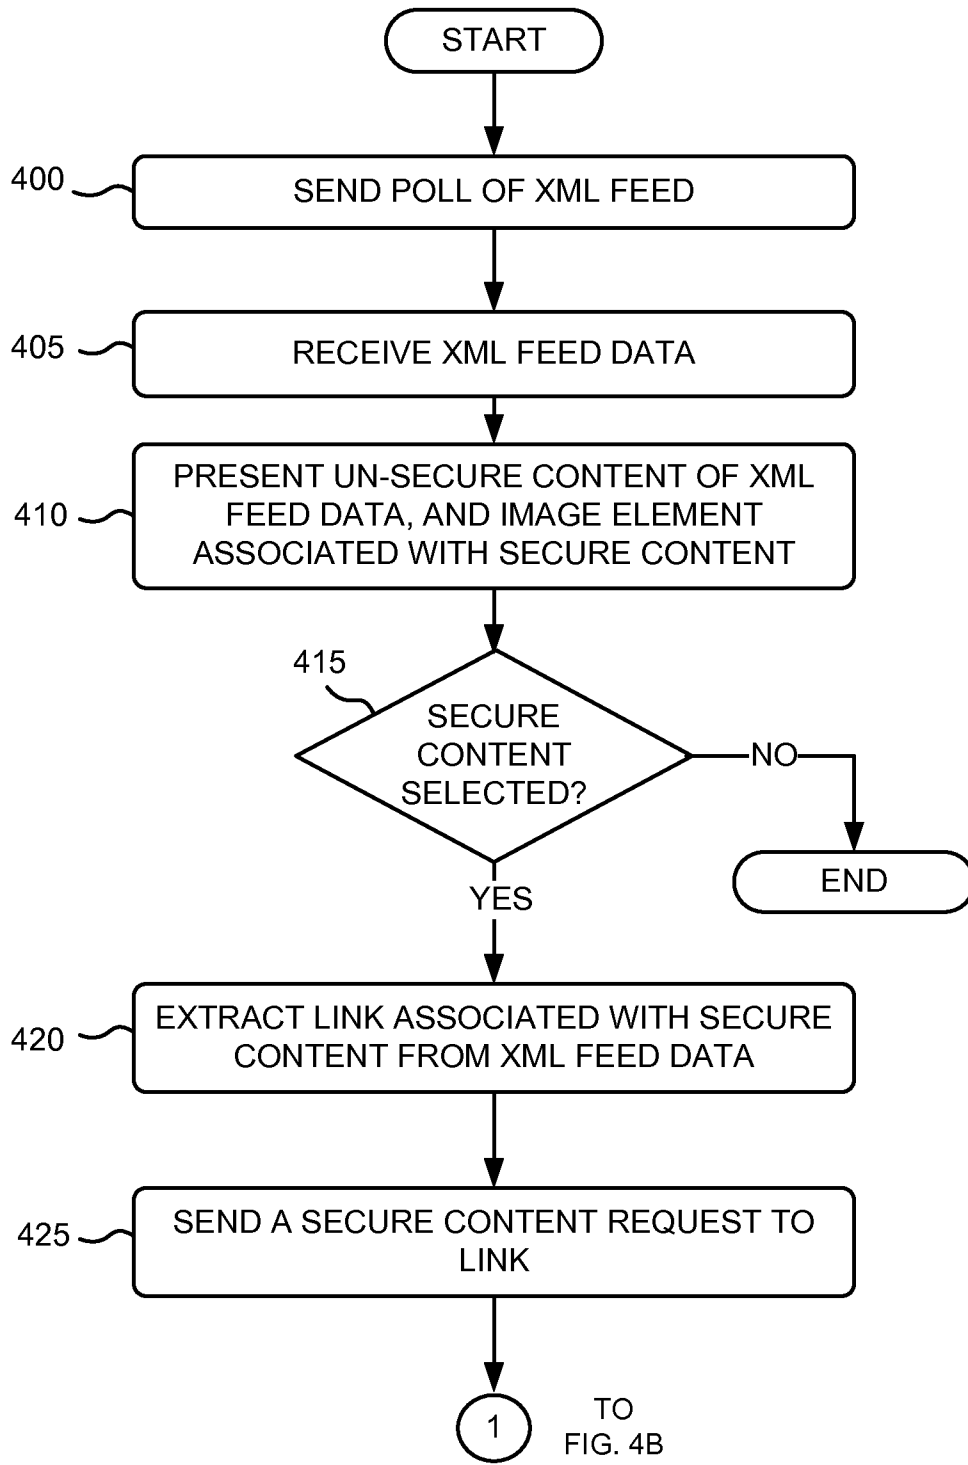 START
400
SEND POLL OF XML FEED
405
RECEIVE XML FEED DATA
410
PRESENT UN-SECURE CONTENT OF XML
FEED DATA, AND IMAGE ELEMENT
ASSOCIATED WITH SECURE CONTENT
415
SECURE
CONTENT
SELECTED?
NO
END
YES
420
EXTRACT LINK ASSOCIATED WITH SECURE
CONTENT FROM XML FEED DATA
425
SEND A SECURE CONTENT REQUEST TO
LINK
1
TO
FIG. 4B